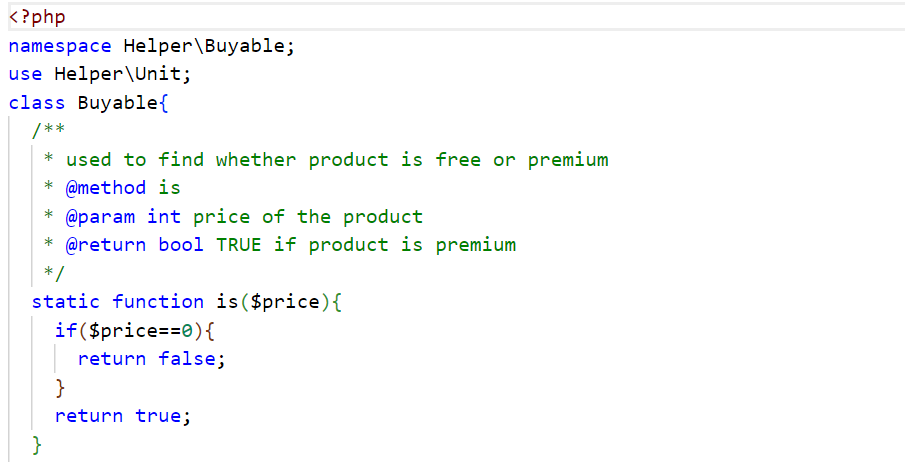 <?php
namespace Helper\Buyable;
use Helper\Unit;
class Buyable{
  /**
   * used to find whether product is free or premium
   * @method is
   * @param int price of the product
   * @return bool TRUE if product is premium
   */
  static function is($price){
    if($price==0){
      return false;
    }
    return true;
  }